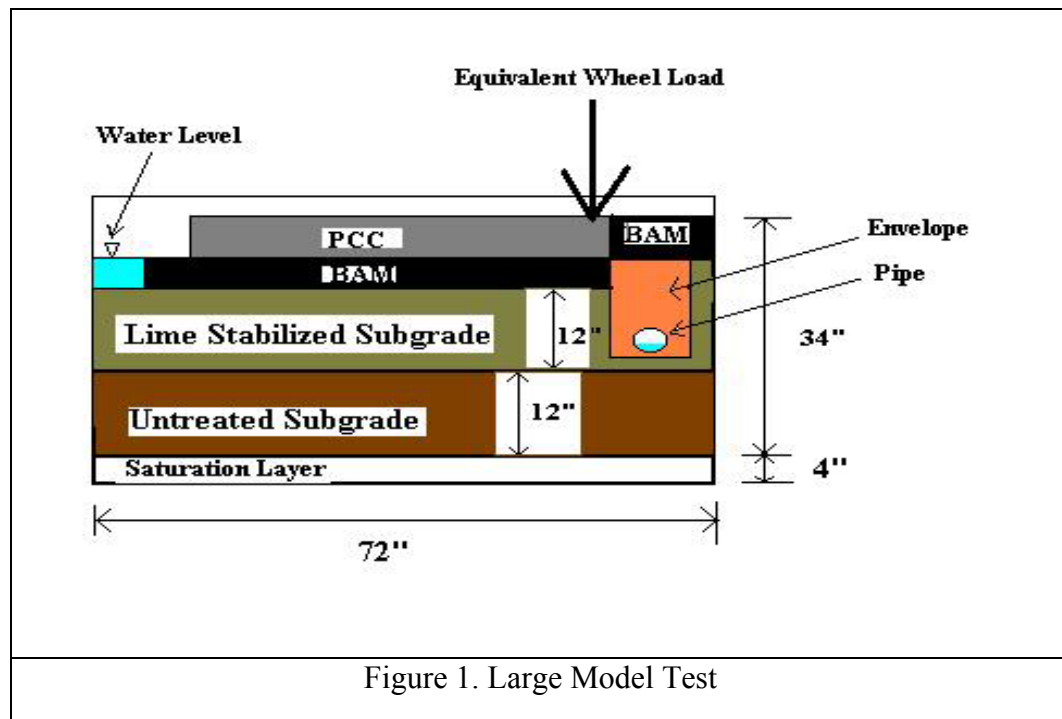 Equivalent Wheel Load
Water Level
PCC
BAM
Envelope
BAM
Pipe
Lime Stabilized Subgrade
12"
34"
Untreated Subgrade
12"
Saturation Layer
4"
72"
Figure 1. Large Model Test